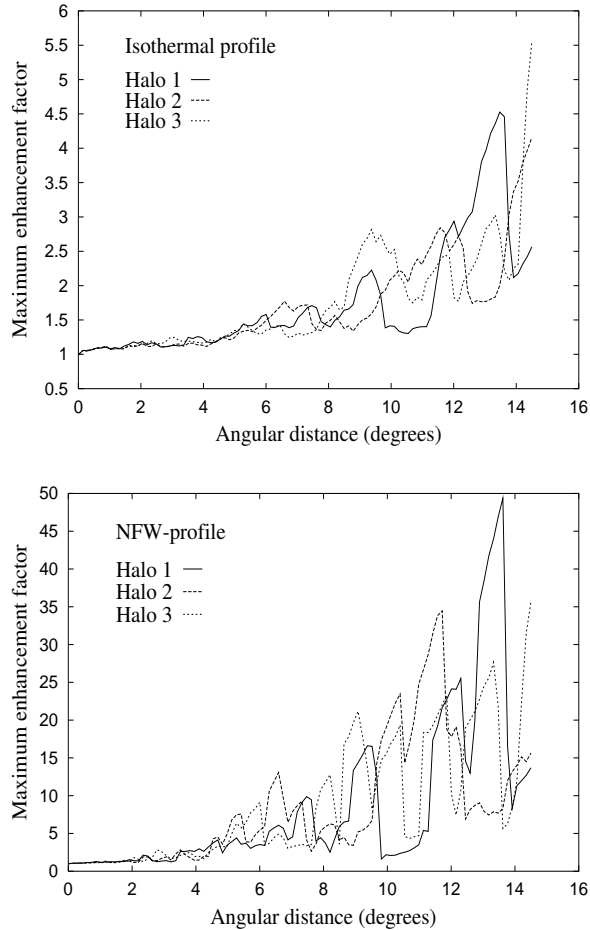 6
5.5
5
4.5
4
3.5
3
2.5
2
1.5
1
0.5
Maximum enhancement factor
Isothermal profile
Halo 1
Halo 2
Halo 3
0 2 4 6 8 10 12 14 16
Angular distance (degrees)
50
45
40
35
30
25
20
15
10
5
0
Maximum enhancement factor
NFW-profile
Halo 1
Halo 2
Halo 3
0 2 4 6 8 10 12 14 16
Angular distance (degrees)